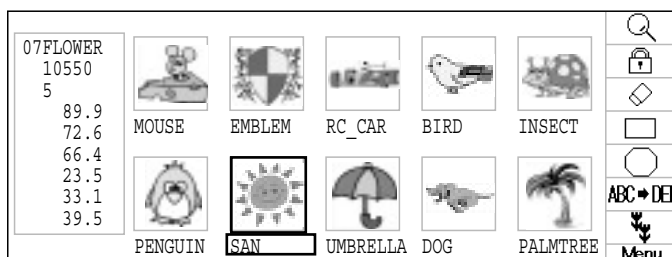 07FLOWER
10550
5
89.9
72.6
66.4
23.5
33.1
39.5
MOUSE EMBLEM RC_CAR BIRD INSECT
PENGUIN SAN UMBRELLA DOG PALMTREE
ABC➡DEF
Menu